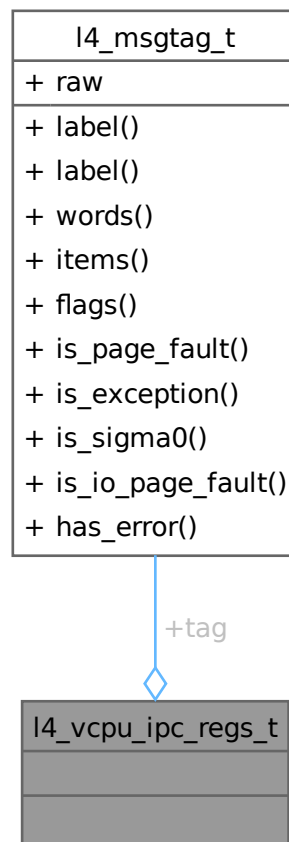 l4_msgtag_t
+ raw
+ label()
+ label()
+ words()
+ items()
+ flags()
+ is_page_fault()
+ is_exception()
+ is_sigma0()
+ is_io_page_fault()
+ has_error()
+tag
l4_vcpu_ipc_regs_t